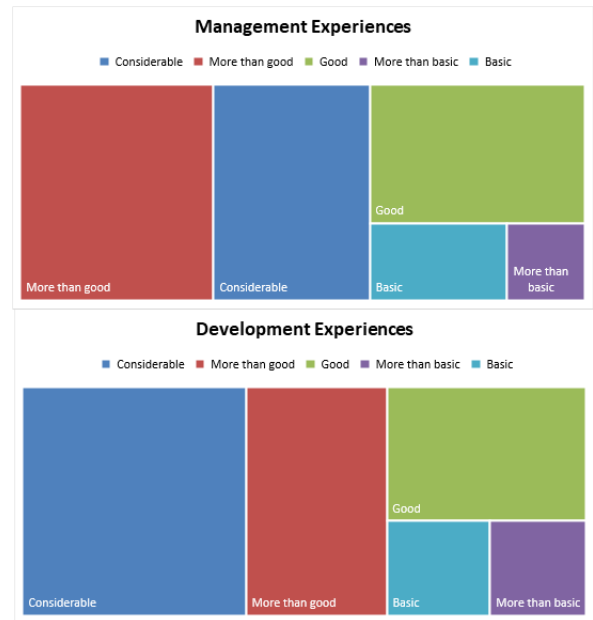 Management Experiences
Considerable More than good Good More than basic Basic
Good
More than good
Considerable
Basic
More than
basic
Development Experiences
Considerable More than good Good More than basic Basic
Good
Considerable
More than good
Basic
More than basic